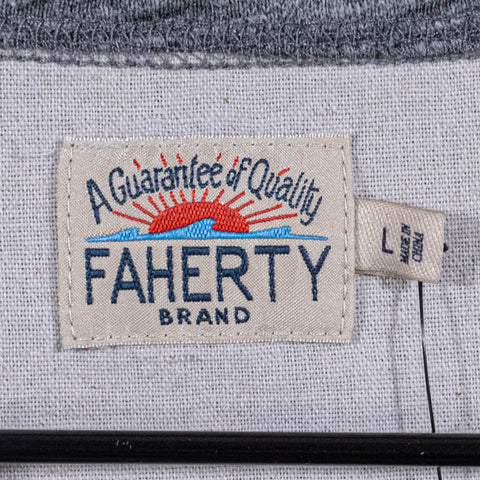 A Guarantee of Quality
FAHERTY
BRAND
L
MADE IN
CHINA